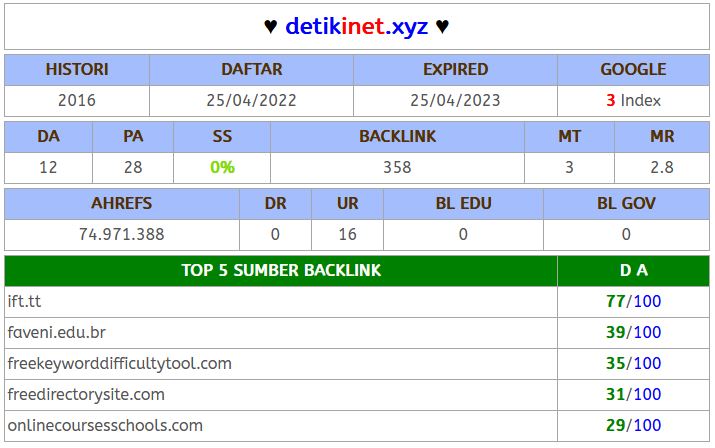 ♥ detikinet.xyz ♥
HISTORI DAFTAR EXPIRED GOOGLE
2016 25/04/2022 25/04/2023 3 Index
DA PA SS BACKLINK MT MR
12 28 0% 358 3 2.8
AHREFS DR UR BL EDU BL GOV
74.971.388 0 16 0 0
TOP 5 SUMBER BACKLINK D A
ift.tt 77/100
faveni.edu.br 39/100
freekeyworddifficultytool.com 35/100
freedirectorysite.com 31/100
onlinecoursesschools.com 29/100